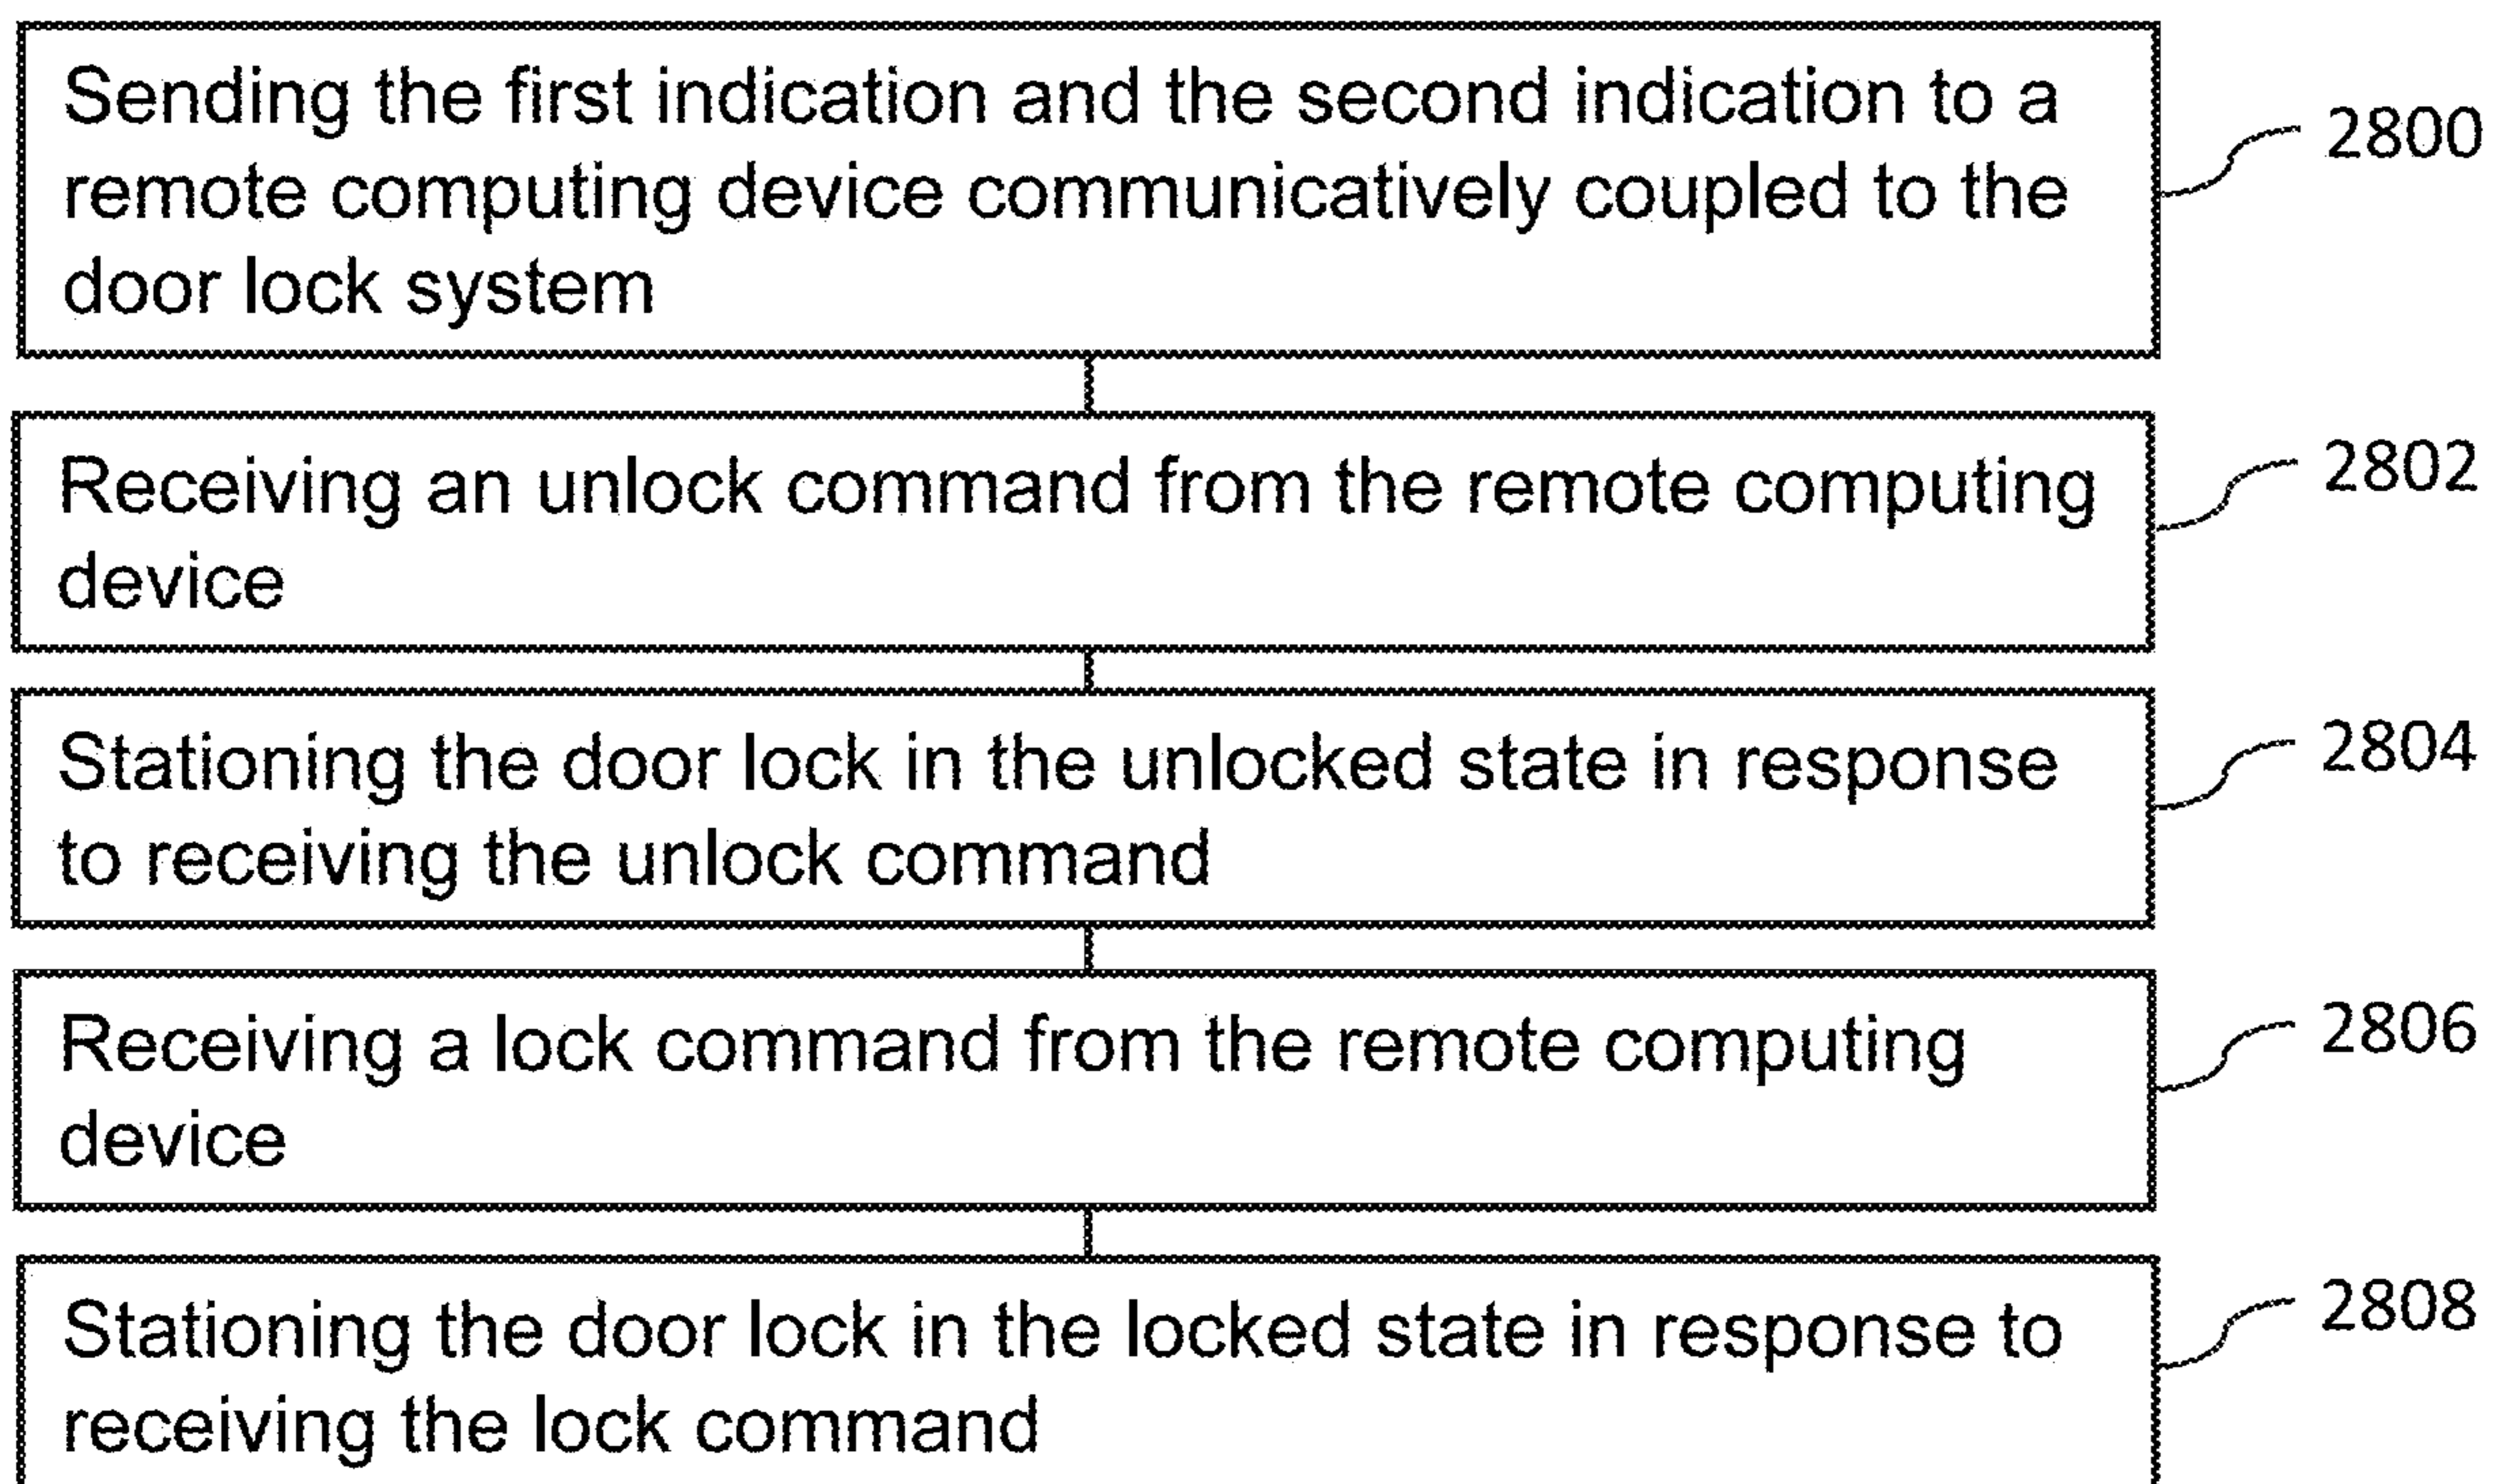 Sending the first indication and the second indication to a
remote computing device communicatively coupled to the
door lock system
2800
Receiving an unlock command from the remote computing
device
2802
Stationing the door lock in the unlocked state in response
to receiving the unlock command
2804
Receiving a lock command from the remote computing
device
2806
Stationing the door lock in the locked state in response to
receiving the lock command
2808